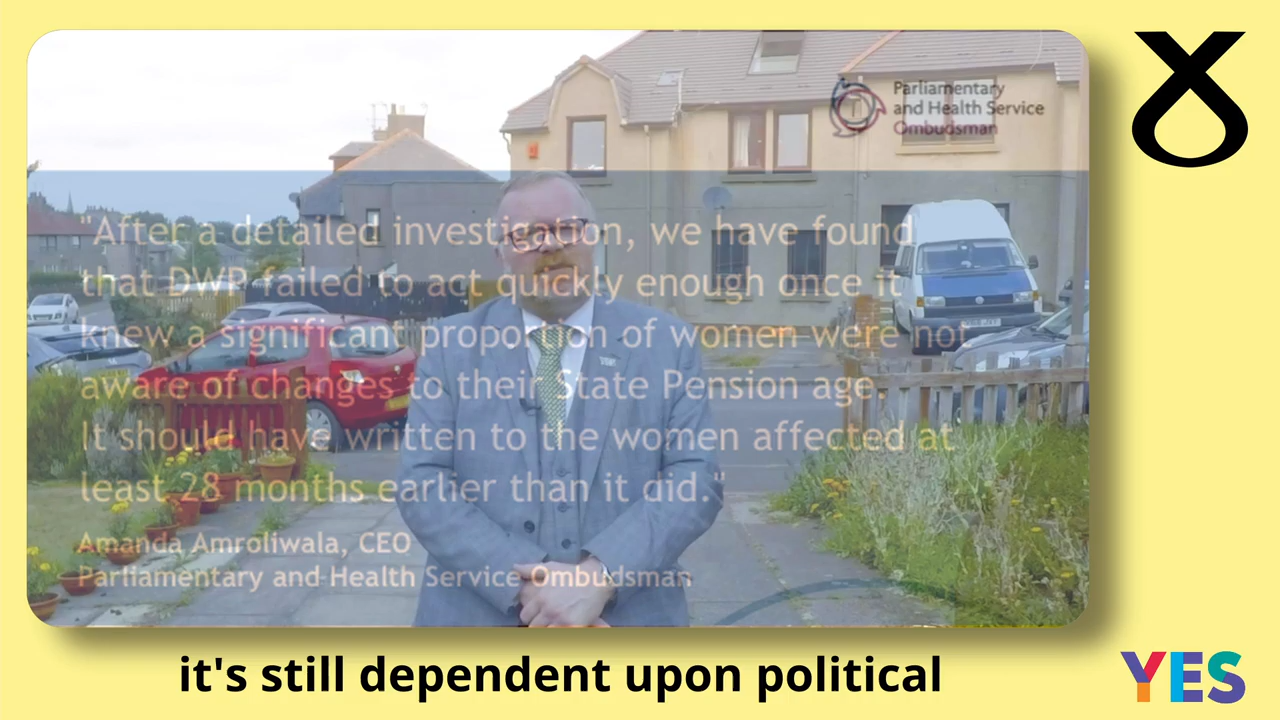 Parliamentary
and Health Service
Ombudsman
After a detailed investigation, we have found
that DWP failed to act quickly enough once it
knew a significant proportion of women were not
aware of changes to their State Pension age.
It should have written to the women affected at
least 28 months earlier than it did."
Amanda Amroliwala, CEO
Parliamentary and Health Service Ombudsman
it's still dependent upon political
YES